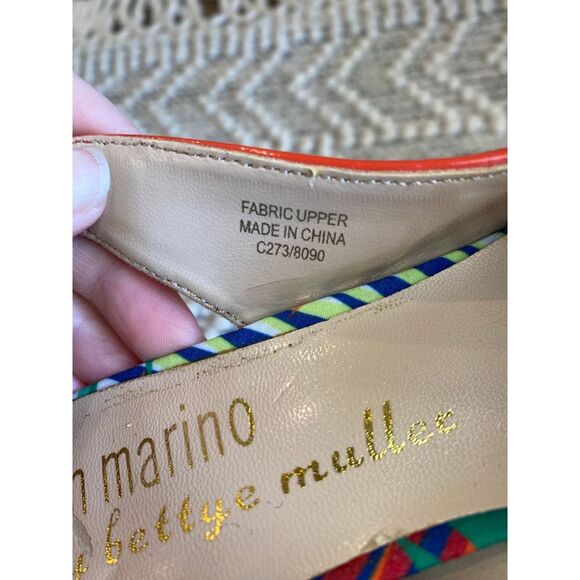 FABRIC UPPER
MADE IN CHINA
C273/8090
marino
bettye muller